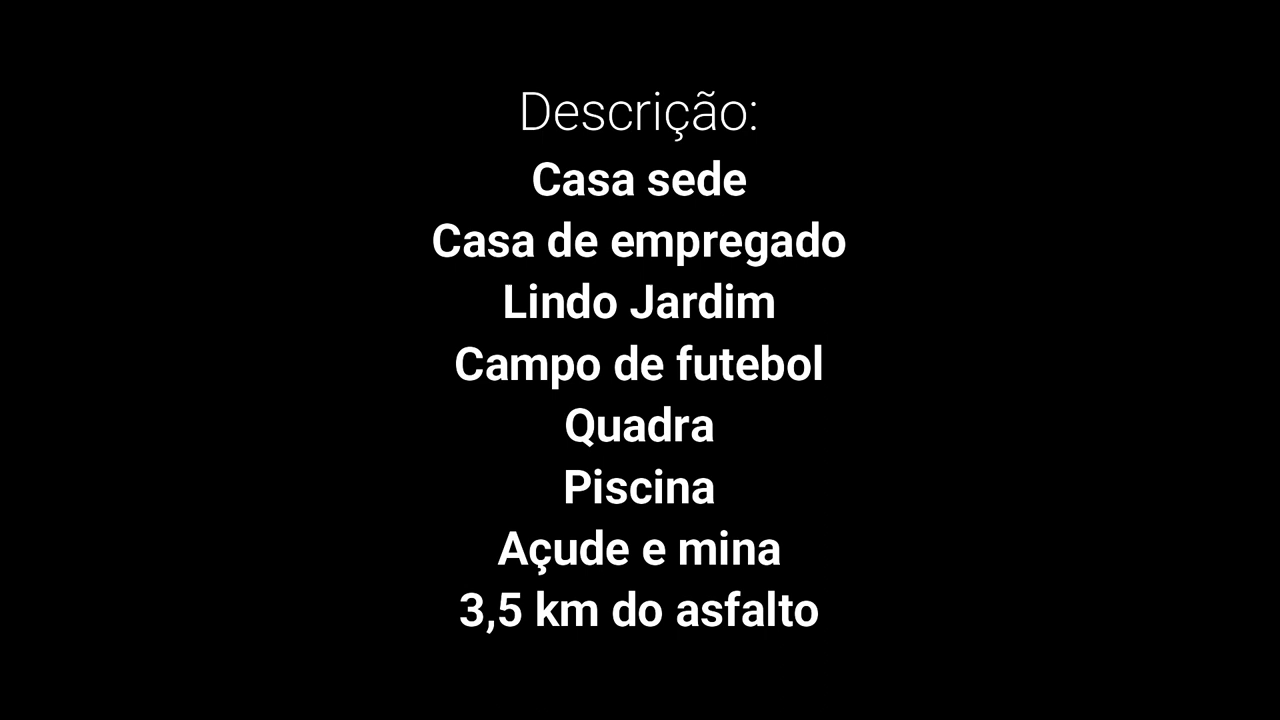 Descrição:
Casa sede
Casa de empregado
Lindo Jardim
Campo de futebol
Quadra
Piscina
Açude e mina
3,5 km do asfalto